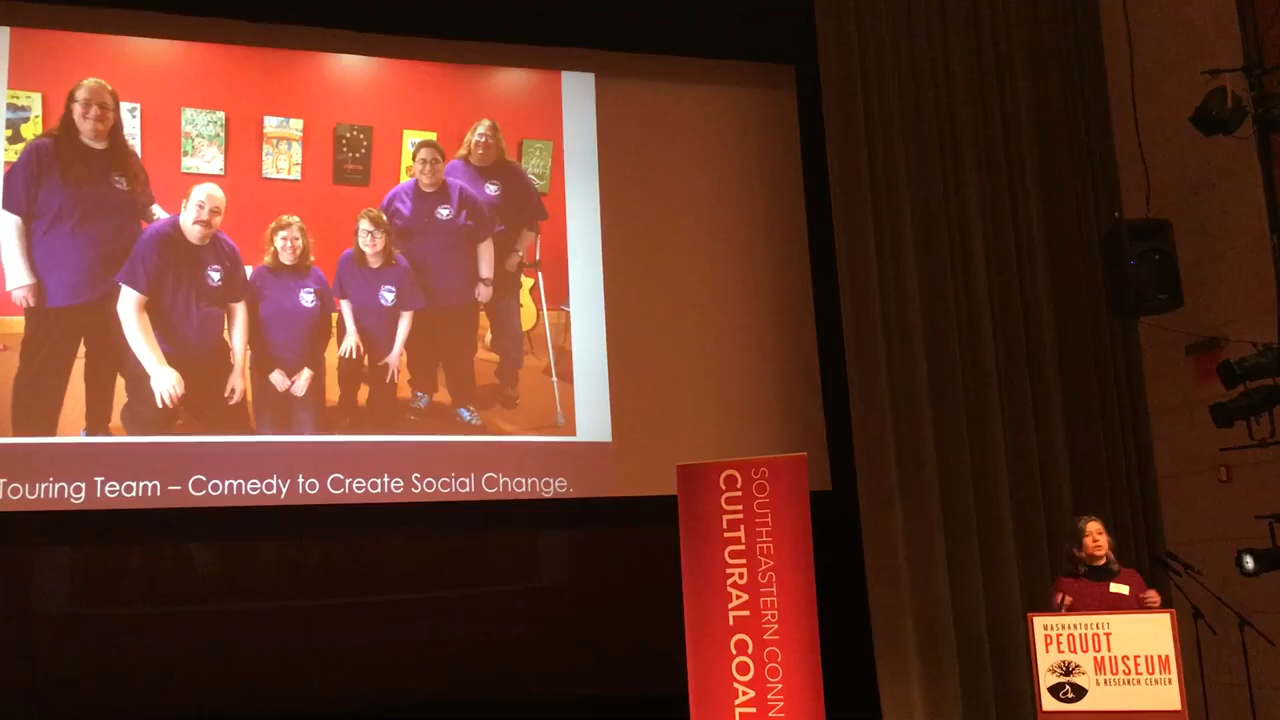 Touring Team – Comedy to Create Social Change.
SOUTHEASTERN CONN
CULTURAL COAL
MASHANTUCKET
PEQUOT
MUSEUM
& RESEARCH CENTER